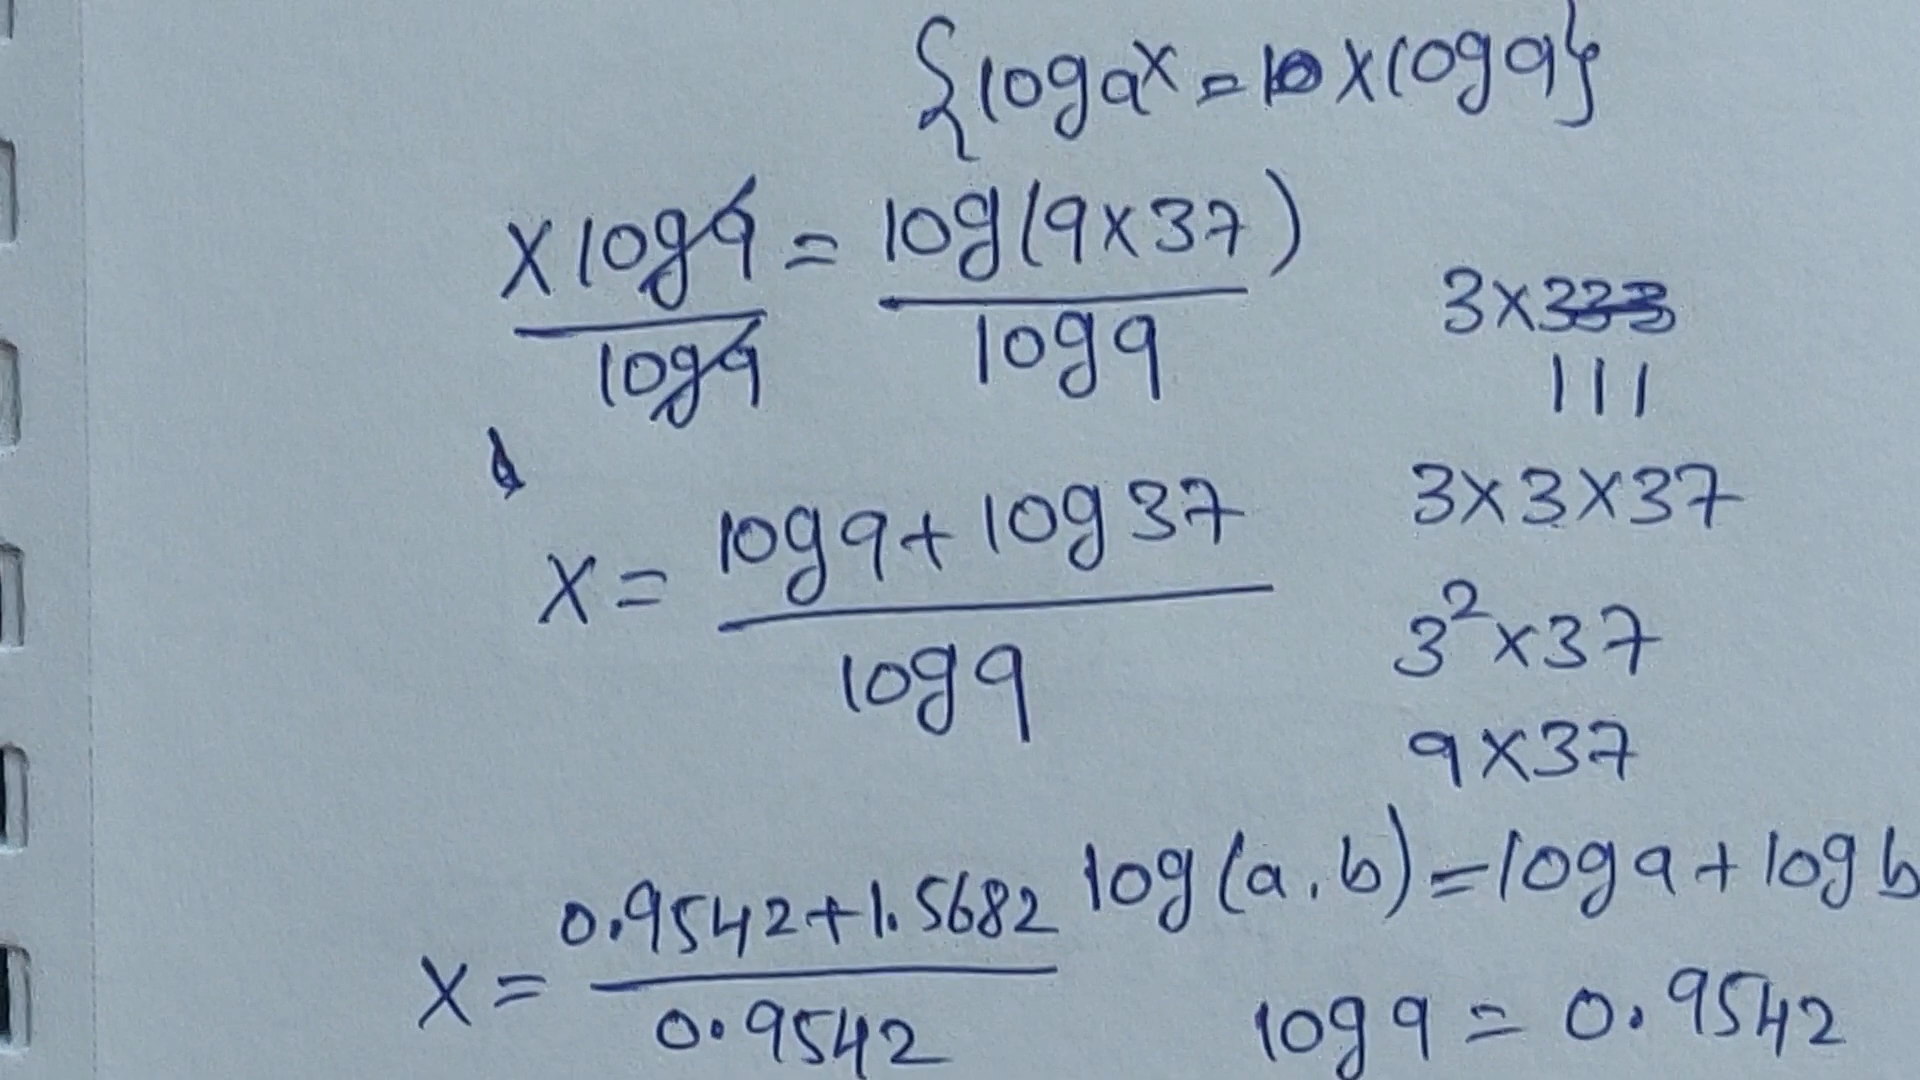 {log aˣ = x log a}
x log 9 = log(9×37)
log 9 log 9
3×333
111
3×3×37
x = log 9 + log 37
log 9
3²×37
9×37
log(a.b) = log a + log b
x = 0.9542+1.5682
0.9542
log 9 = 0.9542